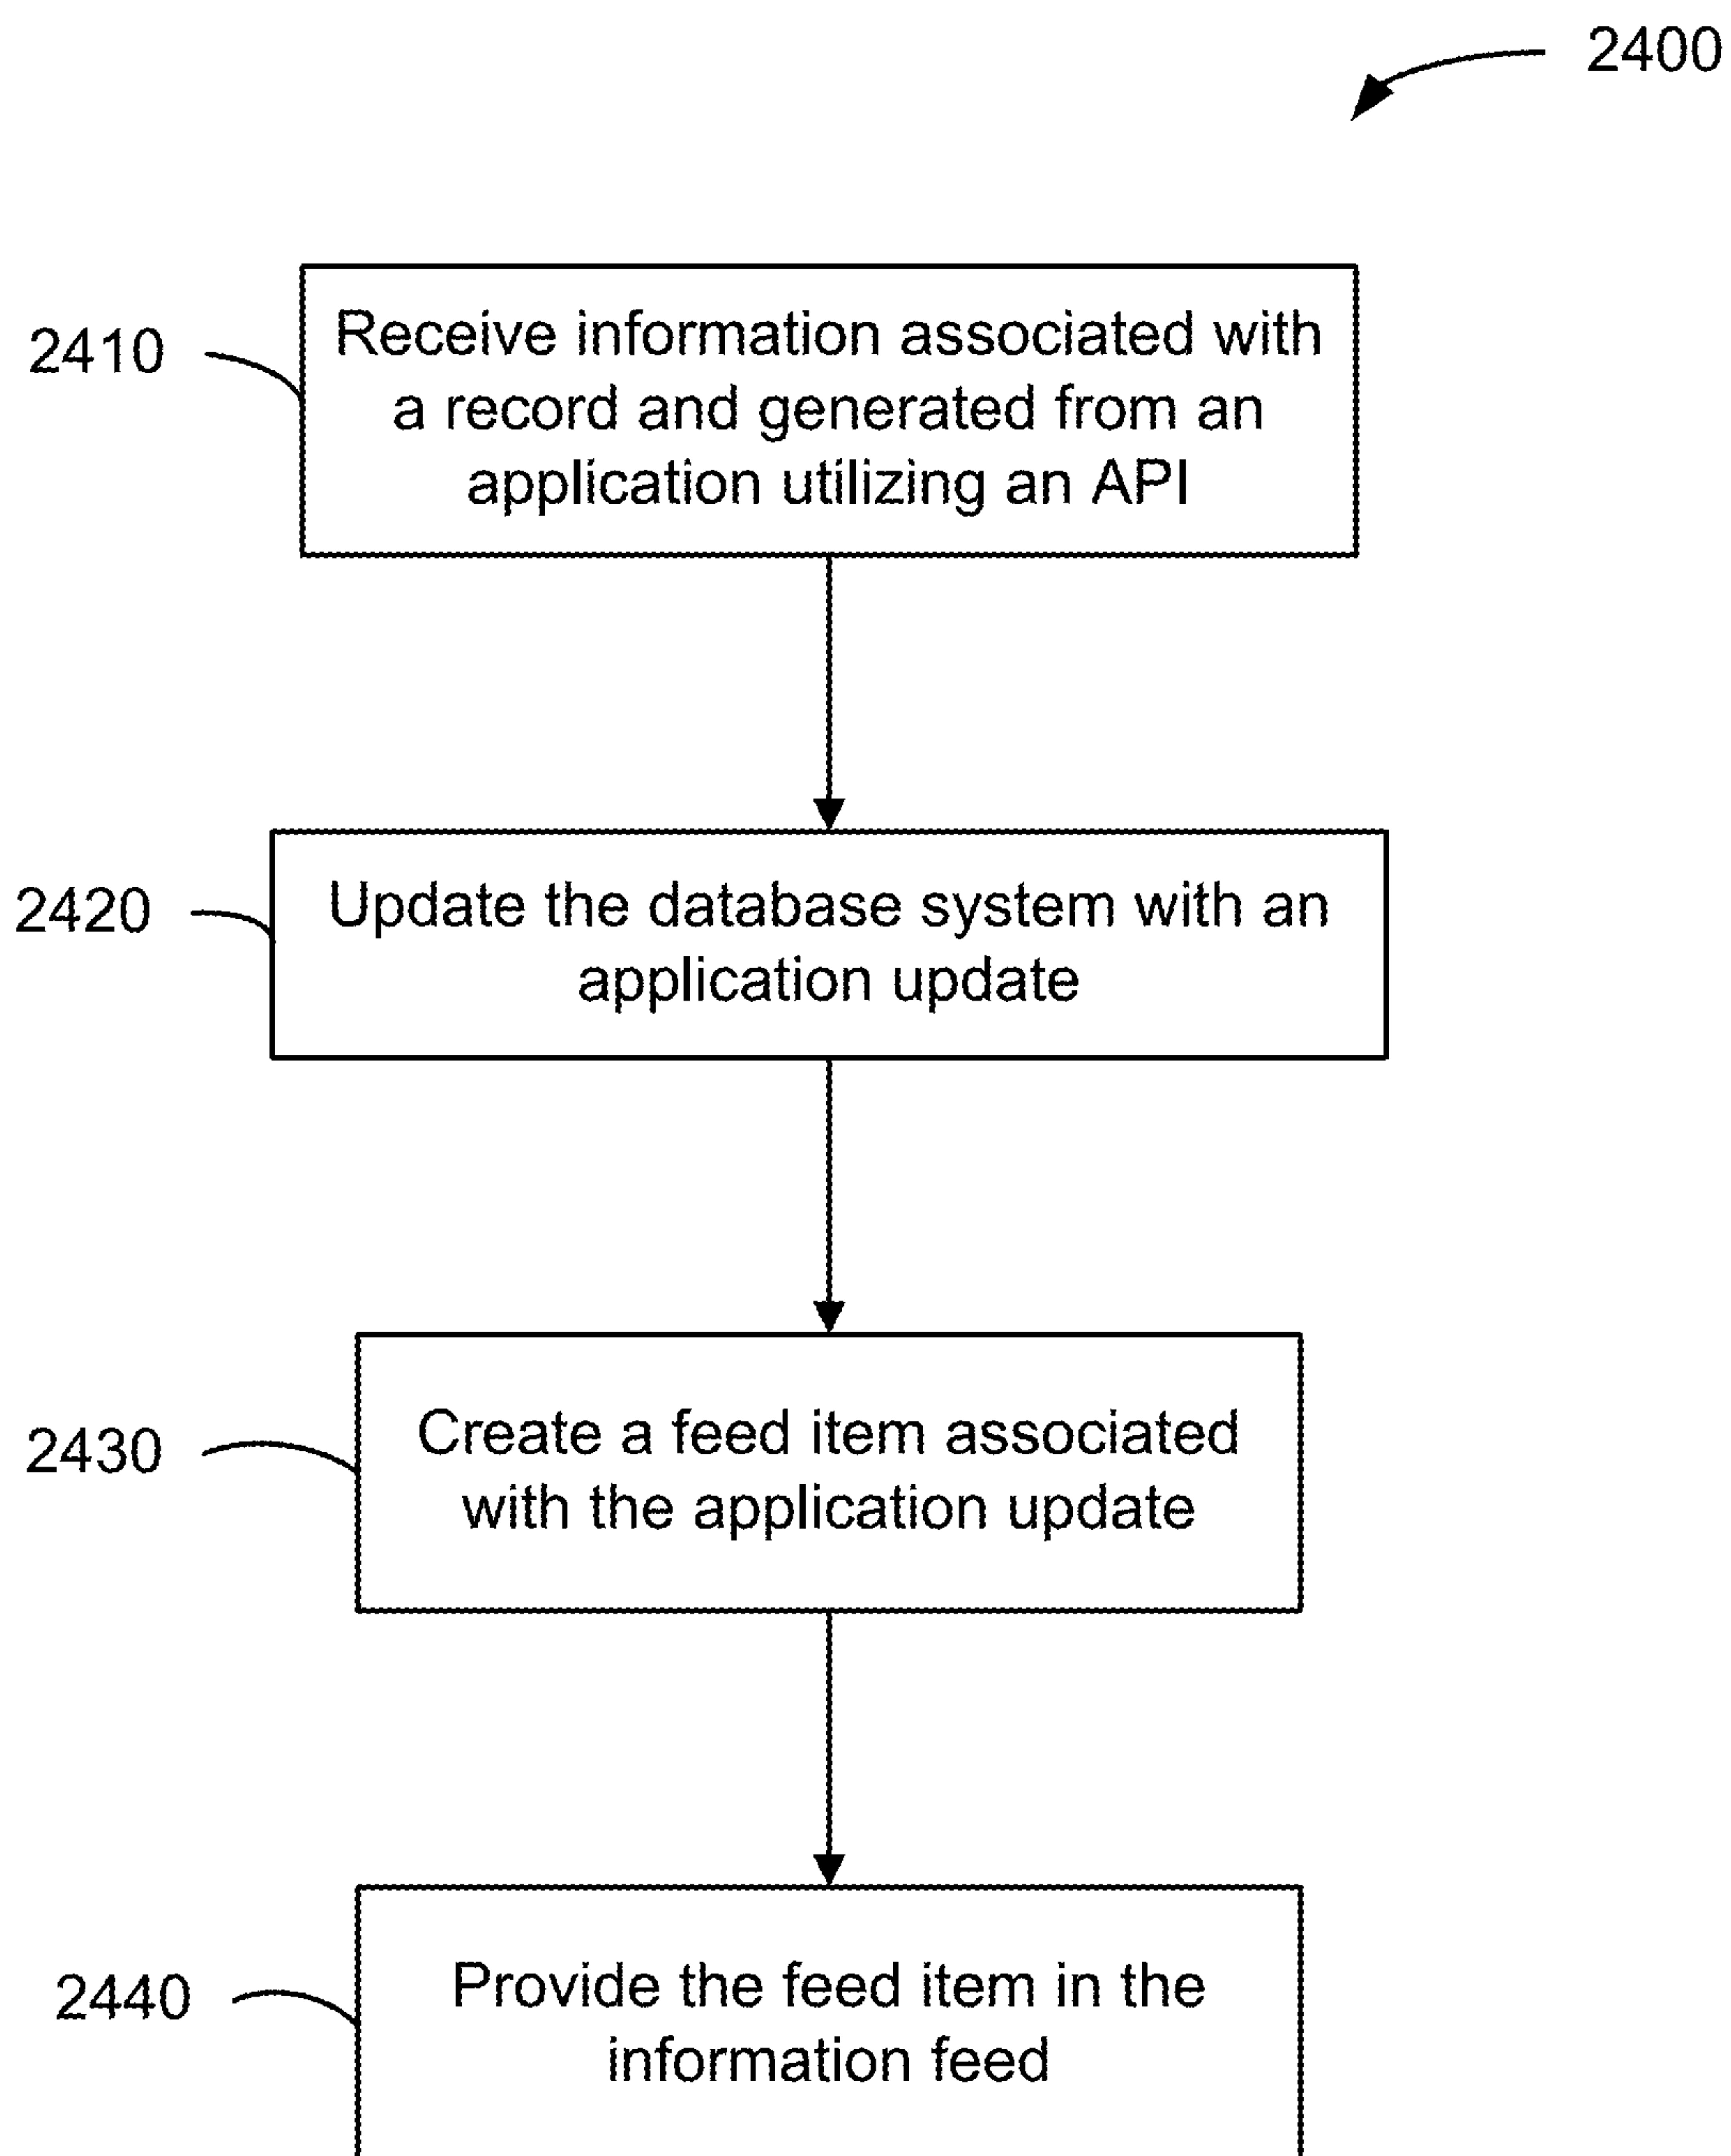 2400
2410
Receive information associated with
a record and generated from an
application utilizing an API
2420
Update the database system with an
application update
2430
Create a feed item associated
with the application update
2440
Provide the feed item in the
information feed